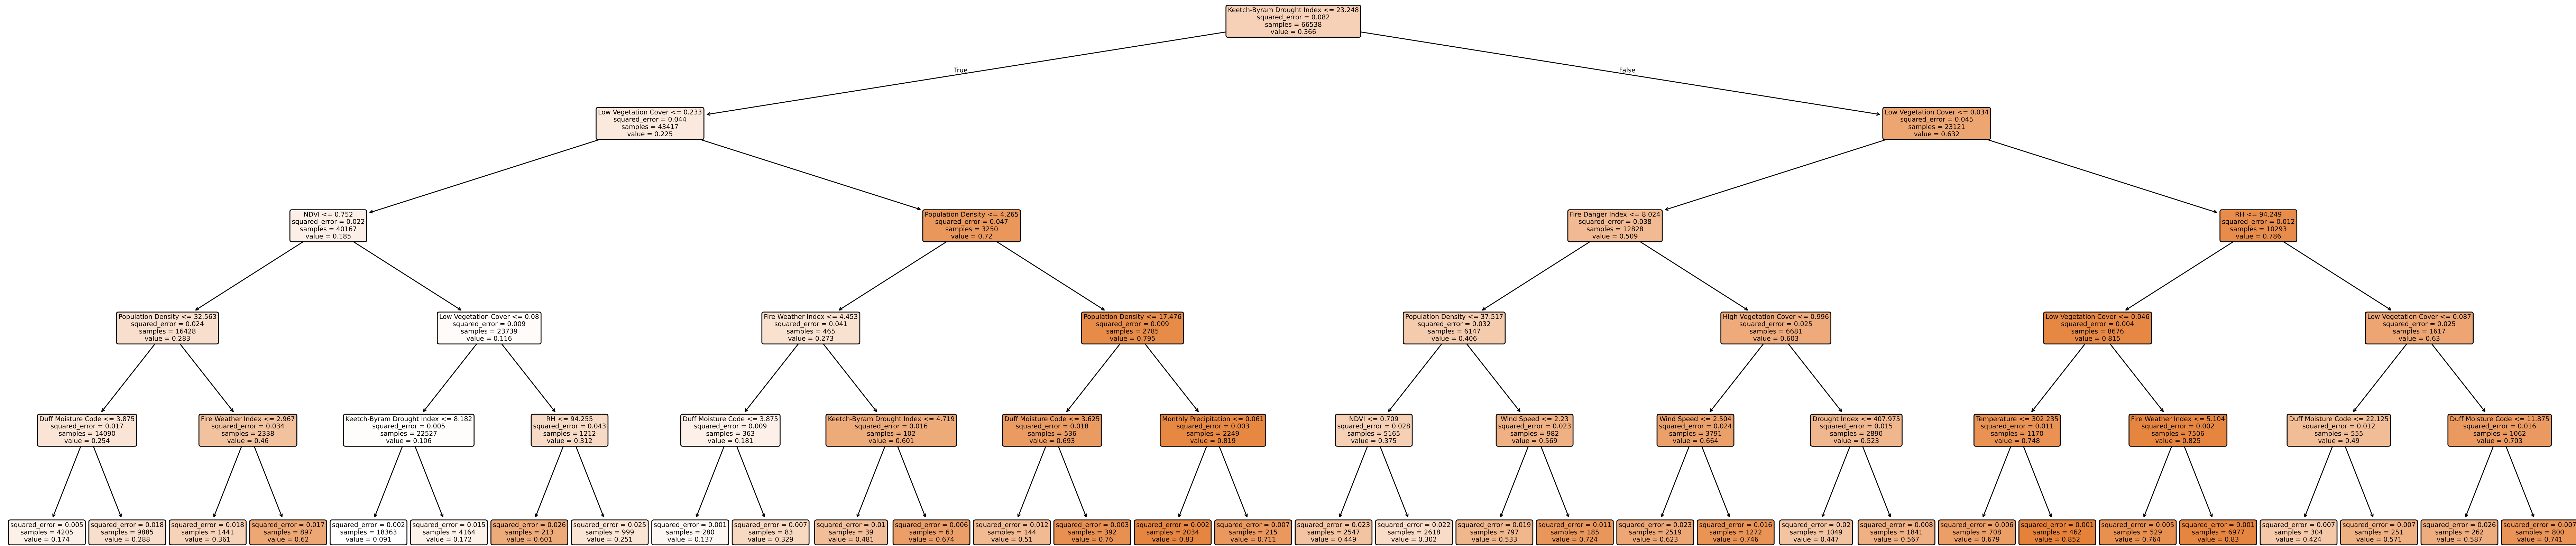 Keetch-Byram Drought Index <= 23.248
squared_error = 0.082
samples = 66538
value = 0.366
True
False
Low Vegetation Cover <= 0.233
squared_error = 0.044
samples = 43417
value = 0.225
Low Vegetation Cover <= 0.034
squared_error = 0.045
samples = 23121
value = 0.632
NDVI <= 0.752
squared_error = 0.022
samples = 40167
value = 0.185
Population Density <= 4.265
squared_error = 0.047
samples = 3250
value = 0.72
Fire Danger Index <= 8.024
squared_error = 0.038
samples = 12828
value = 0.509
RH <= 94.249
squared_error = 0.012
samples = 10293
value = 0.786
Population Density <= 32.563
squared_error = 0.024
samples = 16428
value = 0.283
Low Vegetation Cover <= 0.08
squared_error = 0.009
samples = 23739
value = 0.116
Fire Weather Index <= 4.453
squared_error = 0.041
samples = 465
value = 0.273
Population Density <= 17.476
squared_error = 0.009
samples = 2785
value = 0.795
Population Density <= 37.517
squared_error = 0.032
samples = 6147
value = 0.406
High Vegetation Cover <= 0.996
squared_error = 0.025
samples = 6681
value = 0.603
Low Vegetation Cover <= 0.046
squared_error = 0.004
samples = 8676
value = 0.815
Low Vegetation Cover <= 0.087
squared_error = 0.025
samples = 1617
value = 0.63
Duff Moisture Code <= 3.875
squared_error = 0.017
samples = 14090
value = 0.254
Fire Weather Index <= 2.967
squared_error = 0.034
samples = 2338
value = 0.46
Keetch-Byram Drought Index <= 8.182
squared_error = 0.005
samples = 22527
value = 0.106
RH <= 94.255
squared_error = 0.043
samples = 1212
value = 0.312
Duff Moisture Code <= 3.875
squared_error = 0.009
samples = 363
value = 0.181
Keetch-Byram Drought Index <= 4.719
squared_error = 0.016
samples = 102
value = 0.601
Duff Moisture Code <= 3.625
squared_error = 0.018
samples = 536
value = 0.693
Monthly Precipitation <= 0.061
squared_error = 0.003
samples = 2249
value = 0.819
NDVI <= 0.709
squared_error = 0.028
samples = 5165
value = 0.375
Wind Speed <= 2.23
squared_error = 0.023
samples = 982
value = 0.569
Wind Speed <= 2.504
squared_error = 0.024
samples = 3791
value = 0.664
Drought Index <= 407.975
squared_error = 0.015
samples = 2890
value = 0.523
Temperature <= 302.235
squared_error = 0.011
samples = 1170
value = 0.748
Fire Weather Index <= 5.104
squared_error = 0.002
samples = 7506
value = 0.825
Duff Moisture Code <= 22.125
squared_error = 0.012
samples = 555
value = 0.49
Duff Moisture Code <= 11.875
squared_error = 0.016
samples = 1062
value = 0.703
squared_error = 0.005
samples = 4205
value = 0.174
squared_error = 0.018
samples = 9885
value = 0.288
squared_error = 0.018
samples = 1441
value = 0.361
squared_error = 0.017
samples = 897
value = 0.62
squared_error = 0.002
samples = 18363
value = 0.091
squared_error = 0.015
samples = 4164
value = 0.172
squared_error = 0.026
samples = 213
value = 0.601
squared_error = 0.025
samples = 999
value = 0.251
squared_error = 0.001
samples = 280
value = 0.137
squared_error = 0.007
samples = 83
value = 0.329
squared_error = 0.01
samples = 39
value = 0.481
squared_error = 0.006
samples = 63
value = 0.674
squared_error = 0.012
samples = 144
value = 0.51
squared_error = 0.003
samples = 392
value = 0.76
squared_error = 0.002
samples = 2034
value = 0.83
squared_error = 0.007
samples = 215
value = 0.711
squared_error = 0.023
samples = 2547
value = 0.449
squared_error = 0.022
samples = 2618
value = 0.302
squared_error = 0.019
samples = 797
value = 0.533
squared_error = 0.011
samples = 185
value = 0.724
squared_error = 0.023
samples = 2519
value = 0.623
squared_error = 0.016
samples = 1272
value = 0.746
squared_error = 0.02
samples = 1049
value = 0.447
squared_error = 0.008
samples = 1841
value = 0.567
squared_error = 0.006
samples = 708
value = 0.679
squared_error = 0.001
samples = 462
value = 0.852
squared_error = 0.005
samples = 529
value = 0.764
squared_error = 0.001
samples = 6977
value = 0.83
squared_error = 0.007
samples = 304
value = 0.424
squared_error = 0.007
samples = 251
value = 0.571
squared_error = 0.026
samples = 262
value = 0.587
squared_error = 0.007
samples = 800
value = 0.741